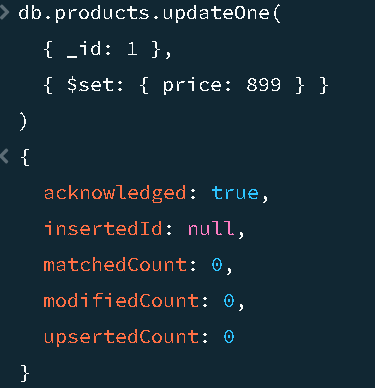 db.products.updateOne(
{ _id: 1 },
{ $set: { price: 899 } }
)
{
acknowledged: true,
insertedId: null,
matchedCount: 0,
modifiedCount: 0,
upsertedCount: 0
}